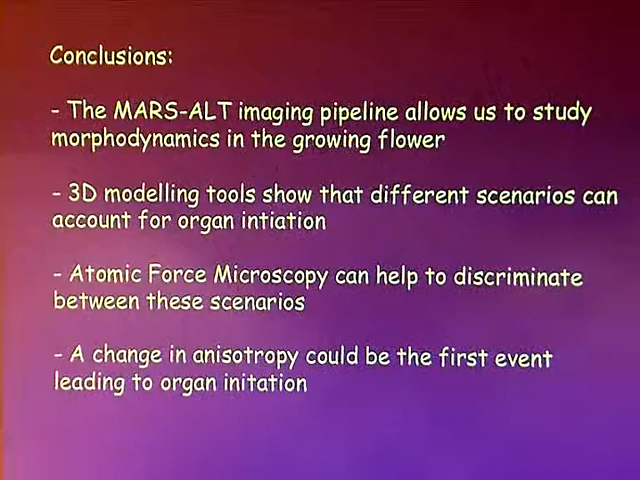 Conclusions:
- The MARS-ALT imaging pipeline allows us to study
morphodynamics in the growing flower
- 3D modelling tools show that different scenarios can
account for organ intiation
- Atomic Force Microscopy can help to discriminate
between these scenarios
- A change in anisotropy could be the first event
leading to organ initation